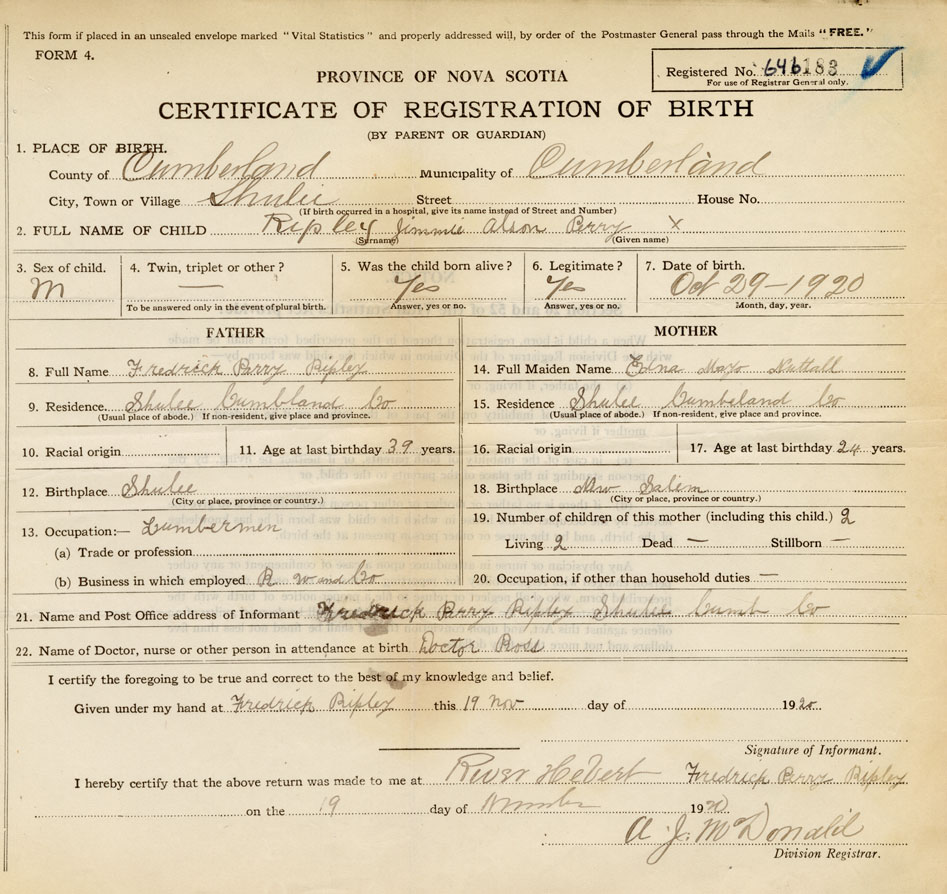 This form if placed in an unsealed envelope marked "Vital Statistics" and properly addressed will, by order of the Postmaster General pass through the Mails "FREE."
FORM 4.
Registered No. 646183
For use of Registrar General only.
PROVINCE OF NOVA SCOTIA
CERTIFICATE OF REGISTRATION OF BIRTH
(BY PARENT OR GUARDIAN)
1. PLACE OF BIRTH.
County of Cumberland Municipality of Cumberland
City, Town or Village Shulie Street House No.
(If birth occurred in a hospital, give its name instead of Street and Number)
2. FULL NAME OF CHILD Ripley Jimmie Alson Berry X
(Surname) (Given name)
3. Sex of child. 4. Twin, triplet or other? 5. Was the child born alive? 6. Legitimate? 7. Date of birth.
M — Yes Yes Oct 29-1920
To be answered only in the event of plural birth. Answer, yes or no. Answer, yes or no. Month, day, year.
FATHER
8. Full Name Fredrick Berry Ripley
9. Residence Shulee Cumbland Co
(Usual place of abode.) If non-resident, give place and province.
10. Racial origin 11. Age at last birthday 39 years.
12. Birthplace Shulee
(City or place, province or country.)
13. Occupation:— Lumbermen
(a) Trade or profession
(b) Business in which employed R W and Co
MOTHER
14. Full Maiden Name Edna Mayo Nuttall
15. Residence Shulee Cumbeland Co
(Usual place of abode.) If non-resident, give place and province.
16. Racial origin 17. Age at last birthday 24 years.
18. Birthplace New Salem
(City or place, province or country.)
19. Number of children of this mother (including this child.) 2
Living 2 Dead — Stillborn —
20. Occupation, if other than household duties —
21. Name and Post Office address of Informant Fredrick Berry Ripley Shulie Cumb Co
22. Name of Doctor, nurse or other person in attendance at birth Doctor Ross
I certify the foregoing to be true and correct to the best of my knowledge and belief.
Given under my hand at Fredrick Ripley this 19 Nov day of 1920
Signature of Informant.
I hereby certify that the above return was made to me at River Hebert Fredrick Berry Ripley
on the 19 day of November 1920
A. J. McDonald
Division Registrar.